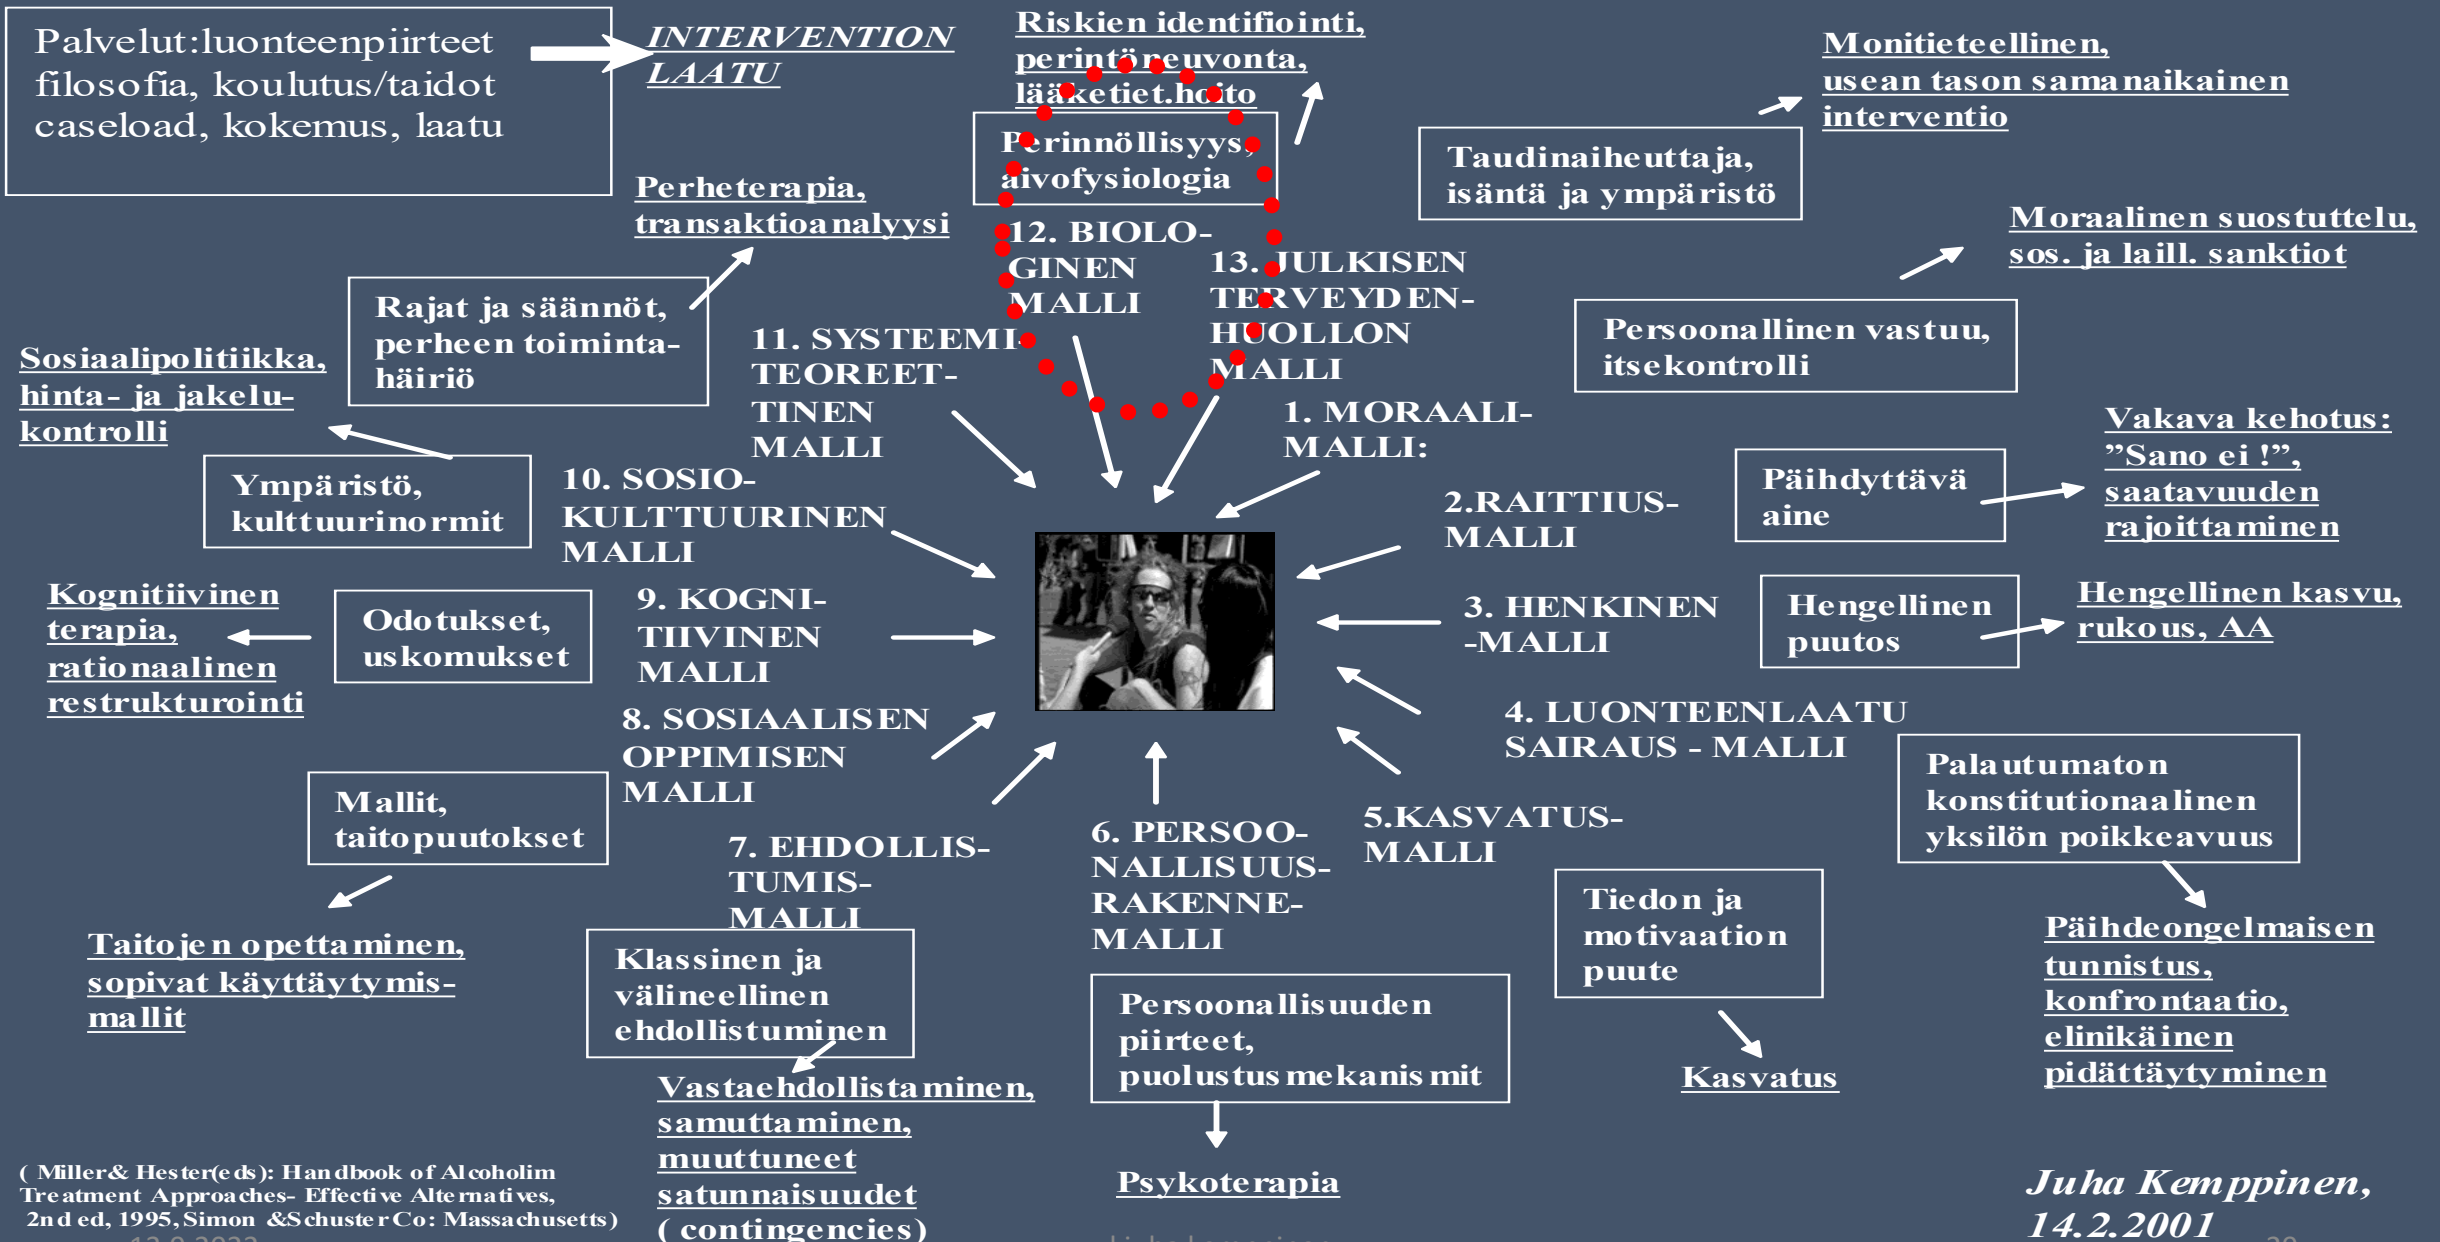 Palvelut:luonteenpiirteet
filosofia, koulutus/taidot
caseload, kokemus, laatu
INTERVENTION
LAATU
Riskien identifiointi,
perintöneuvonta,
lääketiet.hoito
Perinnöllisyys,
aivofysiologia
12. BIOLO-
GINEN
MALLI
Monitieteellinen,
usean tason samanaikainen
interventio
Taudinaiheuttaja,
isäntä ja ympäristö
13. JULKISEN
TERVEYDEN-
HUOLLON
MALLI
Moraalinen suostuttelu,
sos. ja laill. sanktiot
Persoonallinen vastuu,
itsekontrolli
1. MORAALI-
MALLI:
Vakava kehotus:
”Sano ei !”,
saatavuuden
rajoittaminen
Päihdyttävä
aine
2.RAITTIUS-
MALLI
Hengellinen kasvu,
rukous, AA
Hengellinen
puutos
3. HENKINEN
-MALLI
4. LUONTEENLAATU
SAIRAUS - MALLI
Palautumaton
konstitutionaalinen
yksilön poikkeavuus
Päihdeongelmaisen
tunnistus,
konfrontaatio,
elinikäinen
pidättäytyminen
5.KASVATUS-
MALLI
Tiedon ja
motivaation
puute
Kasvatus
6. PERSOO-
NALLISUUS-
RAKENNE-
MALLI
Persoonallisuuden
piirteet,
puolustusmekanismit
Psykoterapia
7. EHDOLLIS-
TUMIS-
MALLI
Klassinen ja
välineellinen
ehdollistuminen
Vastaehdollistaminen,
samuttaminen,
muuttuneet
satunnaisuudet
( contingencies)
8. SOSIAALISEN
OPPIMISEN
MALLI
Mallit,
taitopuutokset
Taitojen opettaminen,
sopivat käyttäytymis-
mallit
9. KOGNI-
TIIVINEN
MALLI
Odotukset,
uskomukset
Kognitiivinen
terapia,
rationaalinen
restrukturointi
10. SOSIO-
KULTTUURINEN
MALLI
Ympäristö,
kulttuurinormit
Sosiaalipolitiikka,
hinta- ja jakelu-
kontrolli
11. SYSTEEMI-
TEOREET-
TINEN
MALLI
Rajat ja säännöt,
perheen toiminta-
häiriö
Perheterapia,
transaktioanalyysi
( Miller& Hester(eds): Handbook of Alcoholim
Treatment Approaches- Effective Alternatives,
2nd ed, 1995, Simon &Schuster Co: Massachusetts)
Juha Kemppinen,
14.2.2001